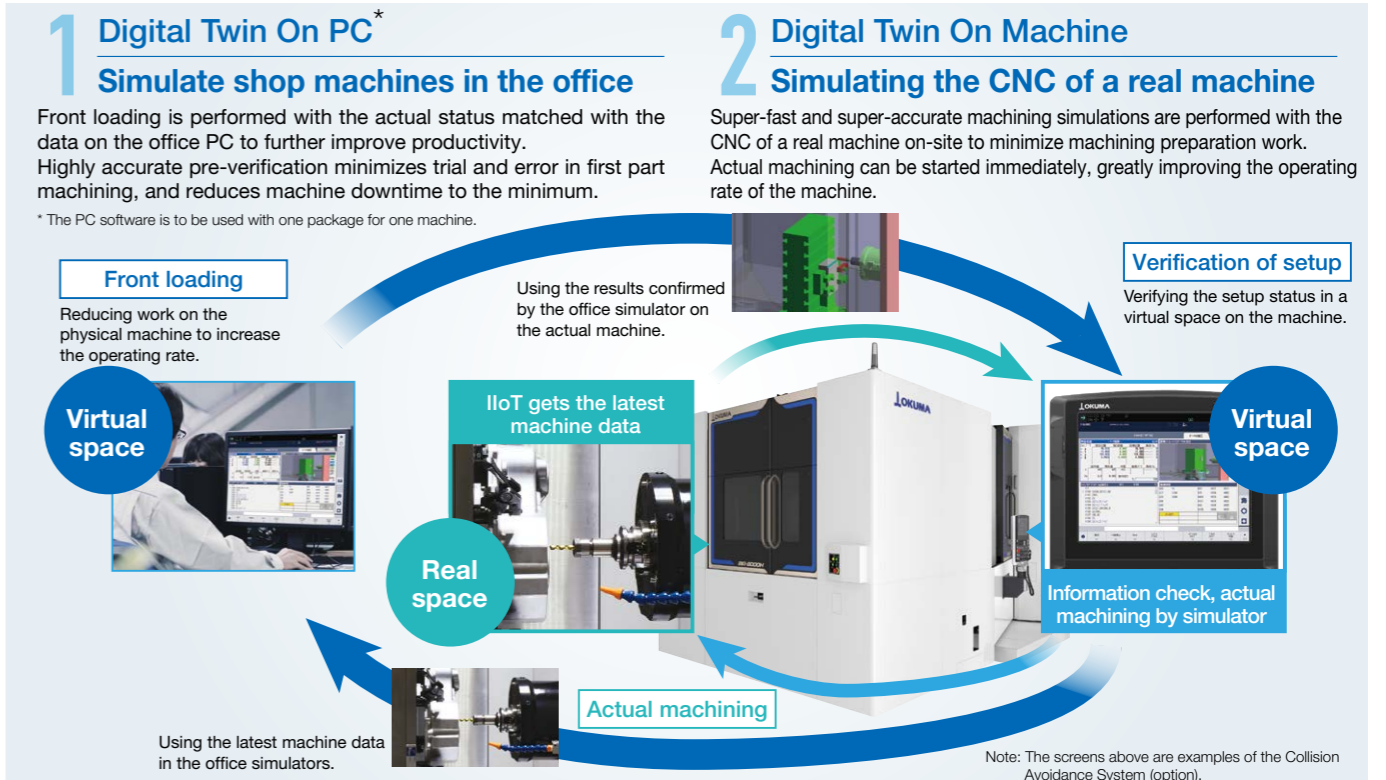 1
Digital Twin On PC*
Simulate shop machines in the office
Front loading is performed with the actual status matched with the
data on the office PC to further improve productivity.
Highly accurate pre-verification minimizes trial and error in first part
machining, and reduces machine downtime to the minimum.
* The PC software is to be used with one package for one machine.
2
Digital Twin On Machine
Simulating the CNC of a real machine
Super-fast and super-accurate machining simulations are performed with the
CNC of a real machine on-site to minimize machining preparation work.
Actual machining can be started immediately, greatly improving the operating
rate of the machine.
Front loading
Reducing work on the
physical machine to increase
the operating rate.
Virtual
space
Using the results confirmed
by the office simulator on
the actual machine.
Verification of setup
Verifying the setup status in a
virtual space on the machine.
IIoT gets the latest
machine data
Real
space
OKUMA
OKUMA
OKUMA
Virtual
space
Information check, actual
machining by simulator
Actual machining
Using the latest machine data
in the office simulators.
Note: The screens above are examples of the Collision
Avoidance System (option).